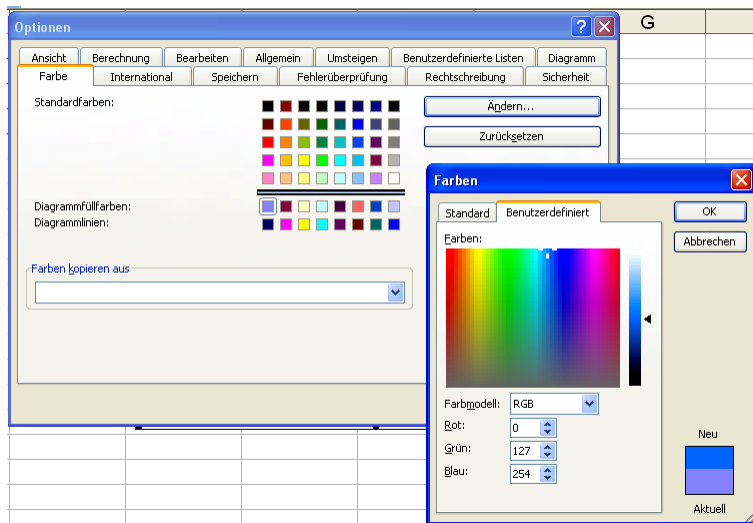 Optionen
G
Ansicht Berechnung Bearbeiten Allgemein Umsteigen Benutzerdefinierte Listen Diagramm
Farbe International Speichern Fehlerüberprüfung Rechtschreibung Sicherheit
Standardfarben:
Ändern...
Zurücksetzen
Diagrammfüllfarben:
Diagrammlinien:
Farben kopieren aus
Farben
Standard Benutzerdefiniert
OK
Abbrechen
Farben:
Farbmodell: RGB
Rot: 0
Grün: 127
Blau: 254
Neu
Aktuell